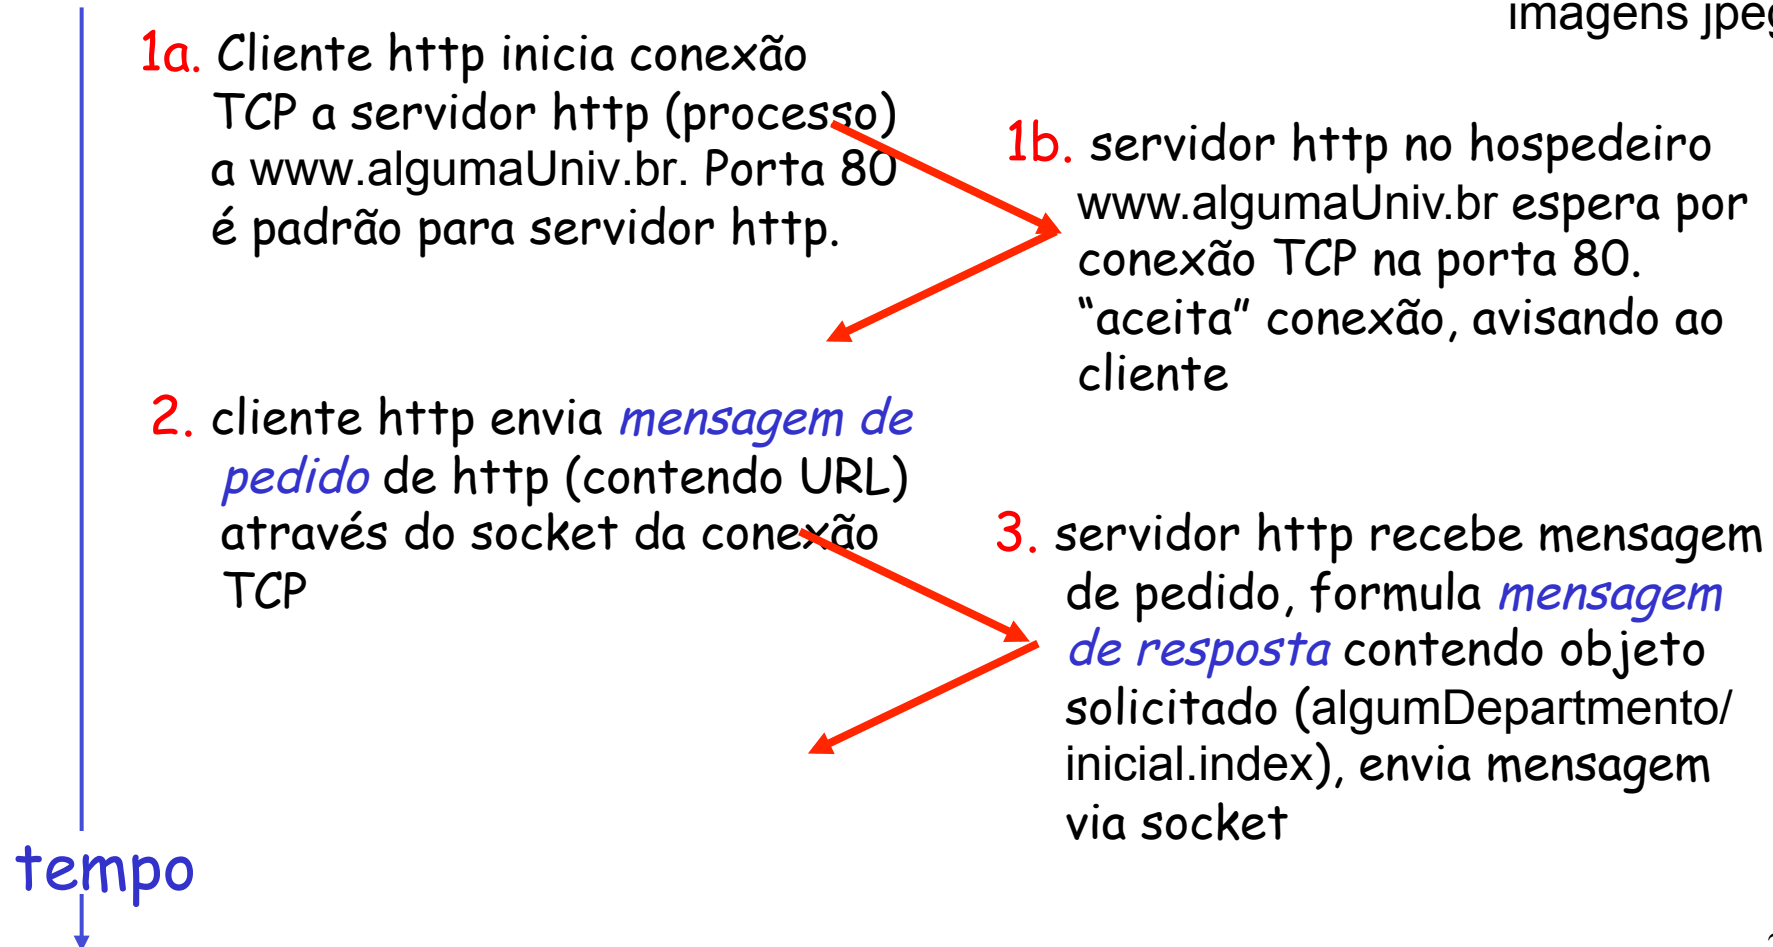 imagens jpeg
1a. Cliente http inicia conexão
TCP a servidor http (processo)
a www.algumaUniv.br. Porta 80
é padrão para servidor http.
1b. servidor http no hospedeiro
www.algumaUniv.br espera por
conexão TCP na porta 80.
“aceita” conexão, avisando ao
cliente
2. cliente http envia mensagem de
pedido de http (contendo URL)
através do socket da conexão
TCP
3. servidor http recebe mensagem
de pedido, formula mensagem
de resposta contendo objeto
solicitado (algumDepartmento/
inicial.index), envia mensagem
via socket
tempo